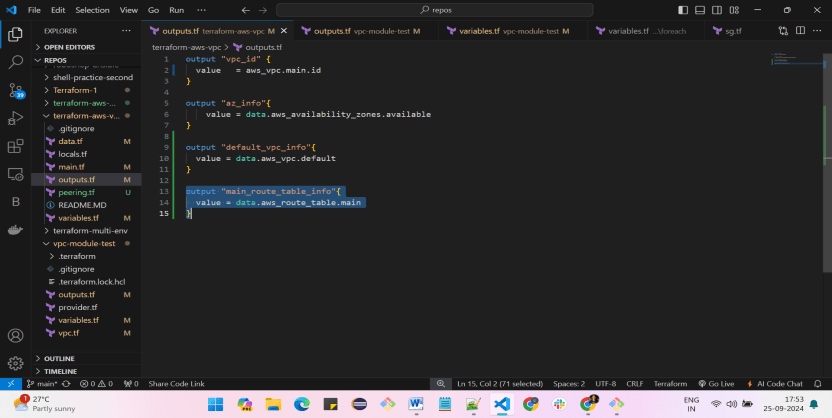 File Edit Selection View Go Run ··· repos
EXPLORER ···
outputs.tf terraform-aws-vpc M
outputs.tf vpc-module-test M
variables.tf vpc-module-test M
variables.tf ...\foreach
sg.tf
OPEN EDITORS
REPOS
shell-practice-second
Terraform-1
terraform-aws-...
terraform-aws-v...
.gitignore
data.tf M
locals.tf
main.tf M
outputs.tf M
peering.tf U
README.MD
variables.tf M
terraform-multi-env
vpc-module-test
.terraform
.gitignore
.terraform.lock.hcl
outputs.tf M
provider.tf
variables.tf M
vpc.tf M
OUTLINE
TIMELINE
39
terraform-aws-vpc > outputs.tf
1 output "vpc_id" {
2 value = aws_vpc.main.id
3 }
4
5 output "az_info"{
6 value = data.aws_availability_zones.available
7 }
8
9 output "default_vpc_info"{
10 value = data.aws_vpc.default
11 }
12
13 output "main_route_table_info"{
14 value = data.aws_route_table.main
15 }
main* 0 0 0 Share Code Link Ln 15, Col 2 (71 selected) Spaces: 2 UTF-8 CRLF Terraform Go Live AI Code Chat
1 27°C
Partly sunny
PRE
ENG
IN
17:53
25-09-2024